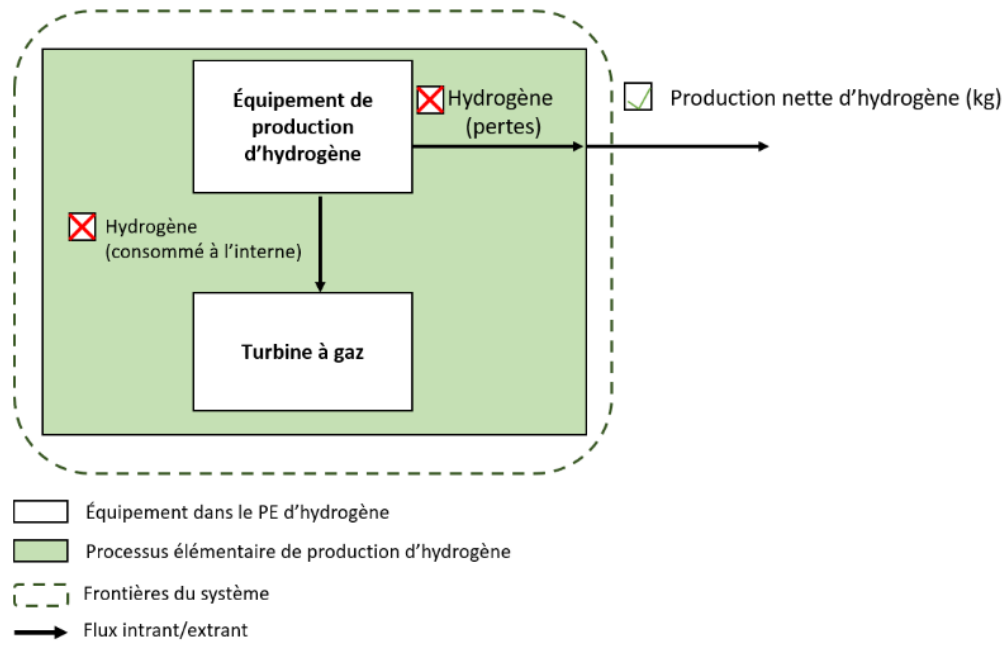 Équipement de
production
d'hydrogène
Hydrogène
(pertes)
Production nette d'hydrogène (kg)
Hydrogène
(consommé à l'interne)
Turbine à gaz
Équipement dans le PE d'hydrogène
Processus élémentaire de production d'hydrogène
Frontières du système
Flux intrant/extrant